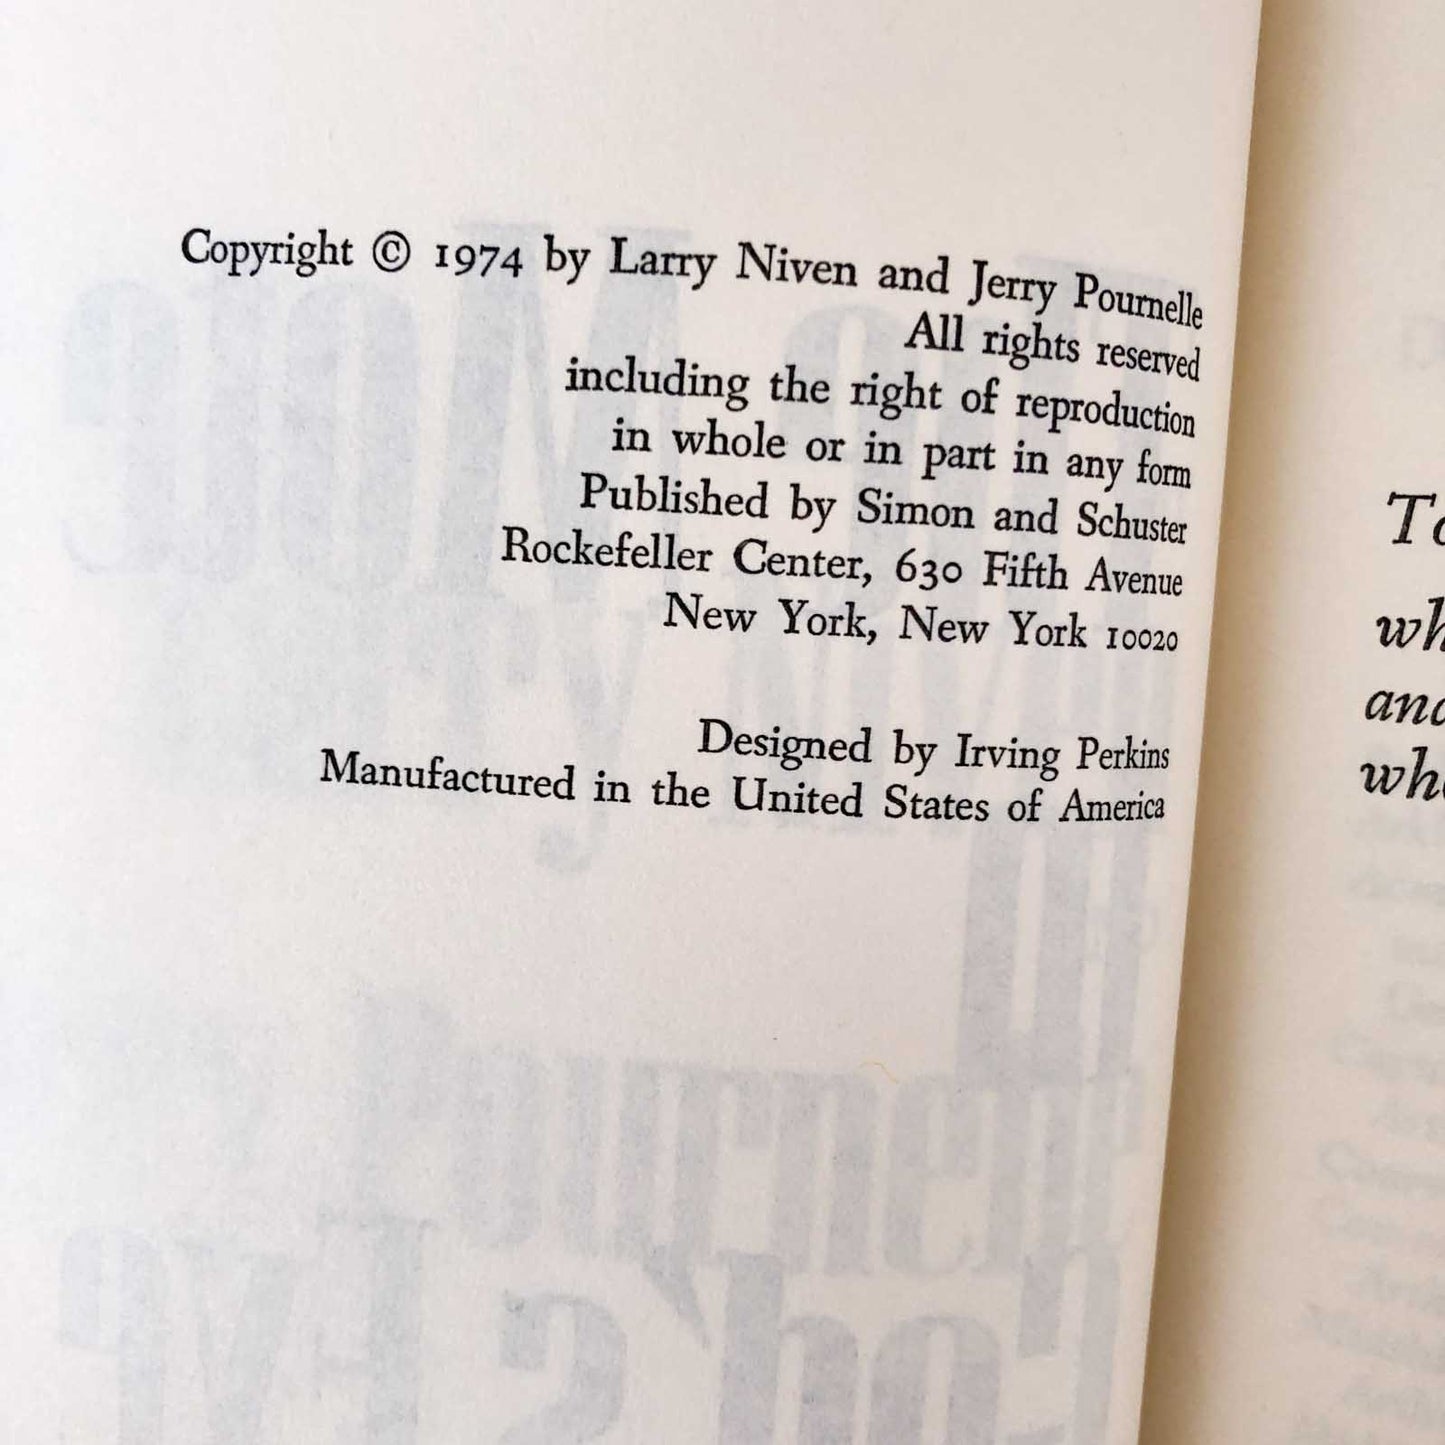 Copyright © 1974 by Larry Niven and Jerry Pournelle
All rights reserved
including the right of reproduction
in whole or in part in any form
Published by Simon and Schuster
Rockefeller Center, 630 Fifth Avenue
New York, New York 10020
Designed by Irving Perkins
Manufactured in the United States of America